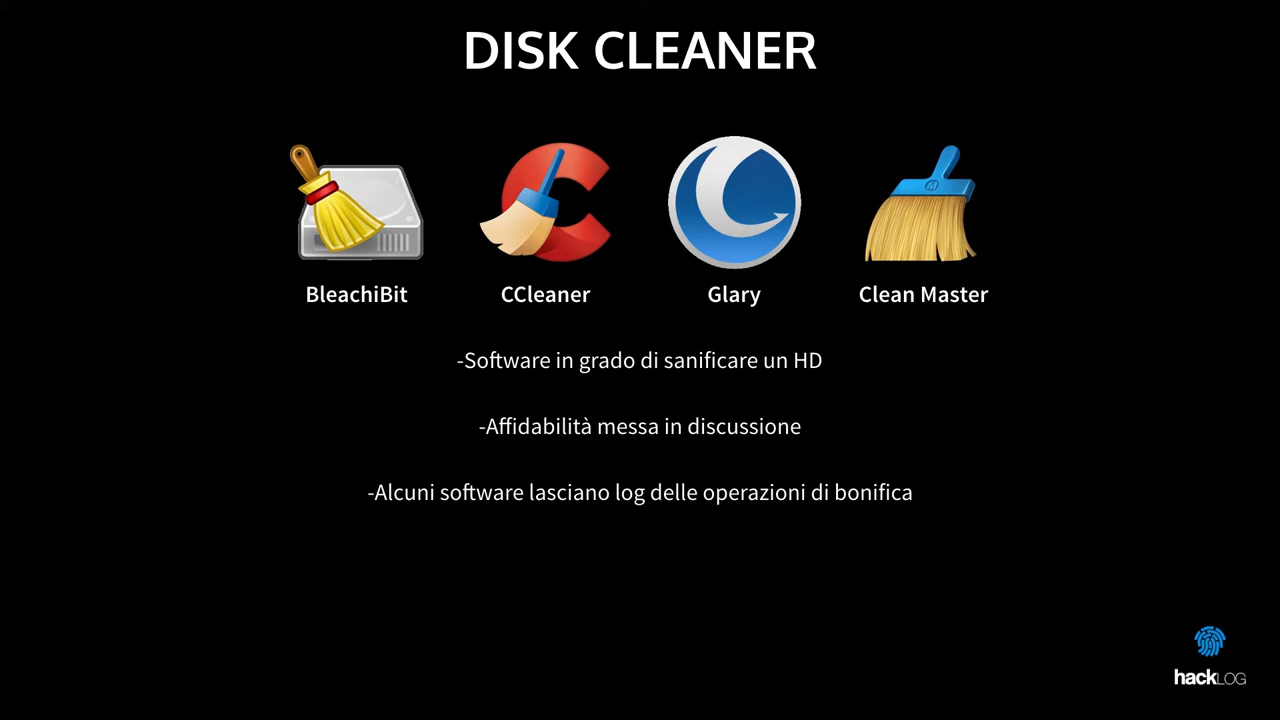 DISK CLEANER
BleachiBit CCleaner Glary Clean Master
-Software in grado di sanificare un HD
-Affidabilità messa in discussione
-Alcuni software lasciano log delle operazioni di bonifica
hackLOG